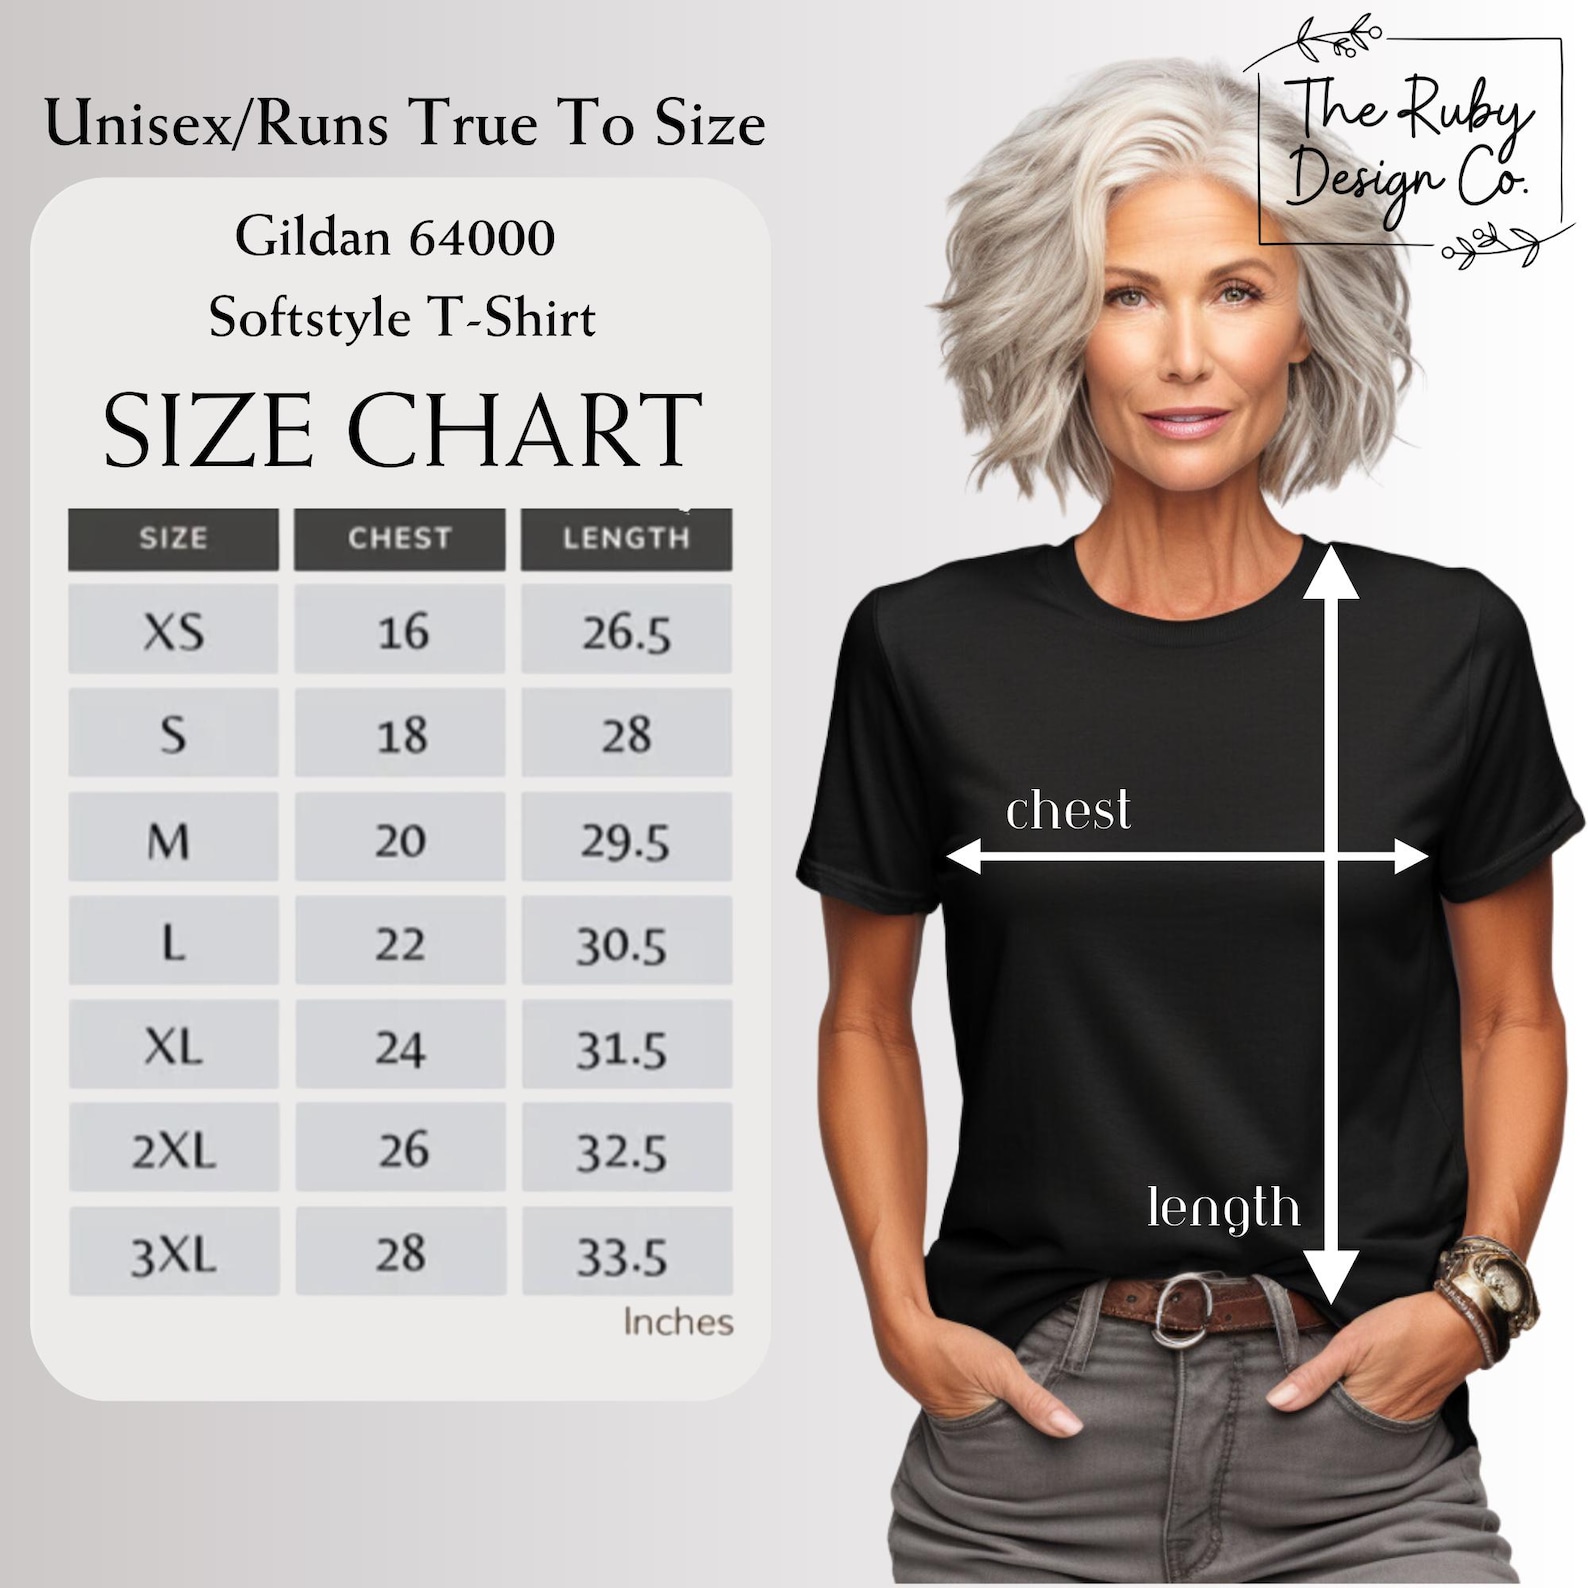 Unisex/Runs True To Size
Gildan 64000
Softstyle T-Shirt
SIZE CHART
SIZE CHEST LENGTH
XS 16 26.5
S 18 28
M 20 29.5
L 22 30.5
XL 24 31.5
2XL 26 32.5
3XL 28 33.5
Inches
The Ruby
Design Co.
chest
length